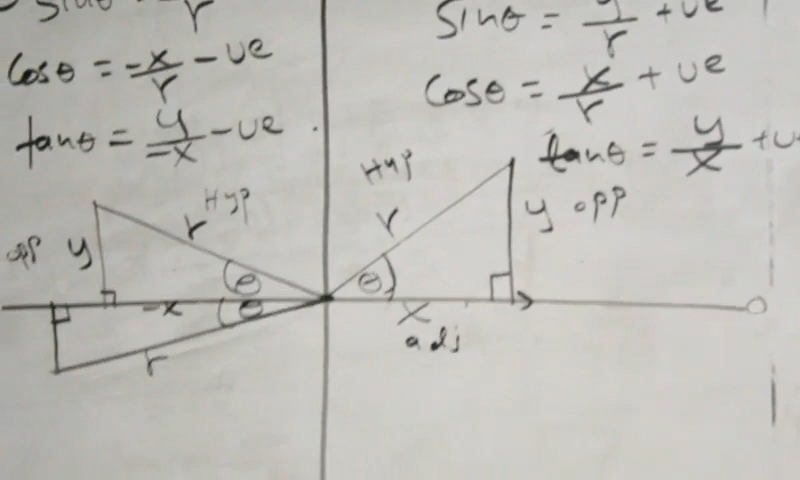 Sinθ = y/r +ve
Cosθ = -x/r -ve
Cosθ = x/r +ve
tanθ = y/-x -ve
tanθ = y/x
Hyp
r
Hyp
r
opp y
y opp
θ
θ
-x
θ
x
adj
r